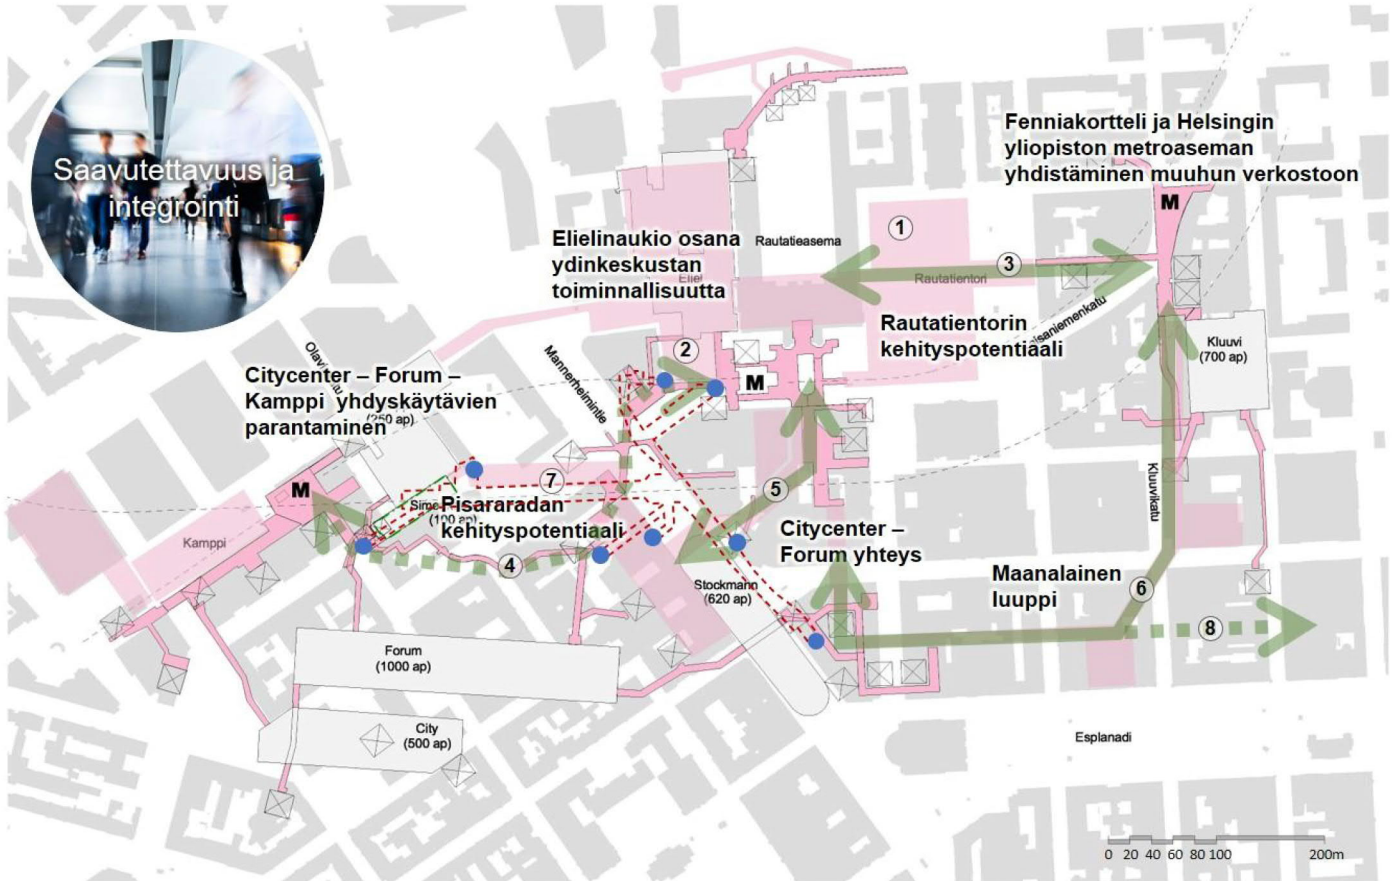 Saavutettavuus ja
integrointi
Fenniakortteli ja Helsingin
yliopiston metroaseman
yhdistäminen muuhun verkostoon
M
1
Rautatieasema
Elielinaukio osana
ydinkeskustan
toiminnallisuutta
Eliel
3
Rautatientori
Rautatientorin
kehityspotentiaali
Kluuvi
(700 ap)
2
M
Mannerheimintie
Citycenter – Forum –
Kamppi yhdyskäytävien
parantaminen
M
7
Pisararadan
kehityspotentiaali
5
Kluuvikatu
Citycenter –
Forum yhteys
Kamppi
4
Stockmann
(620 ap)
Maanalainen
luuppi
6
8
Forum
(1000 ap)
City
(500 ap)
Esplanadi
0 20 40 60 80 100 200m